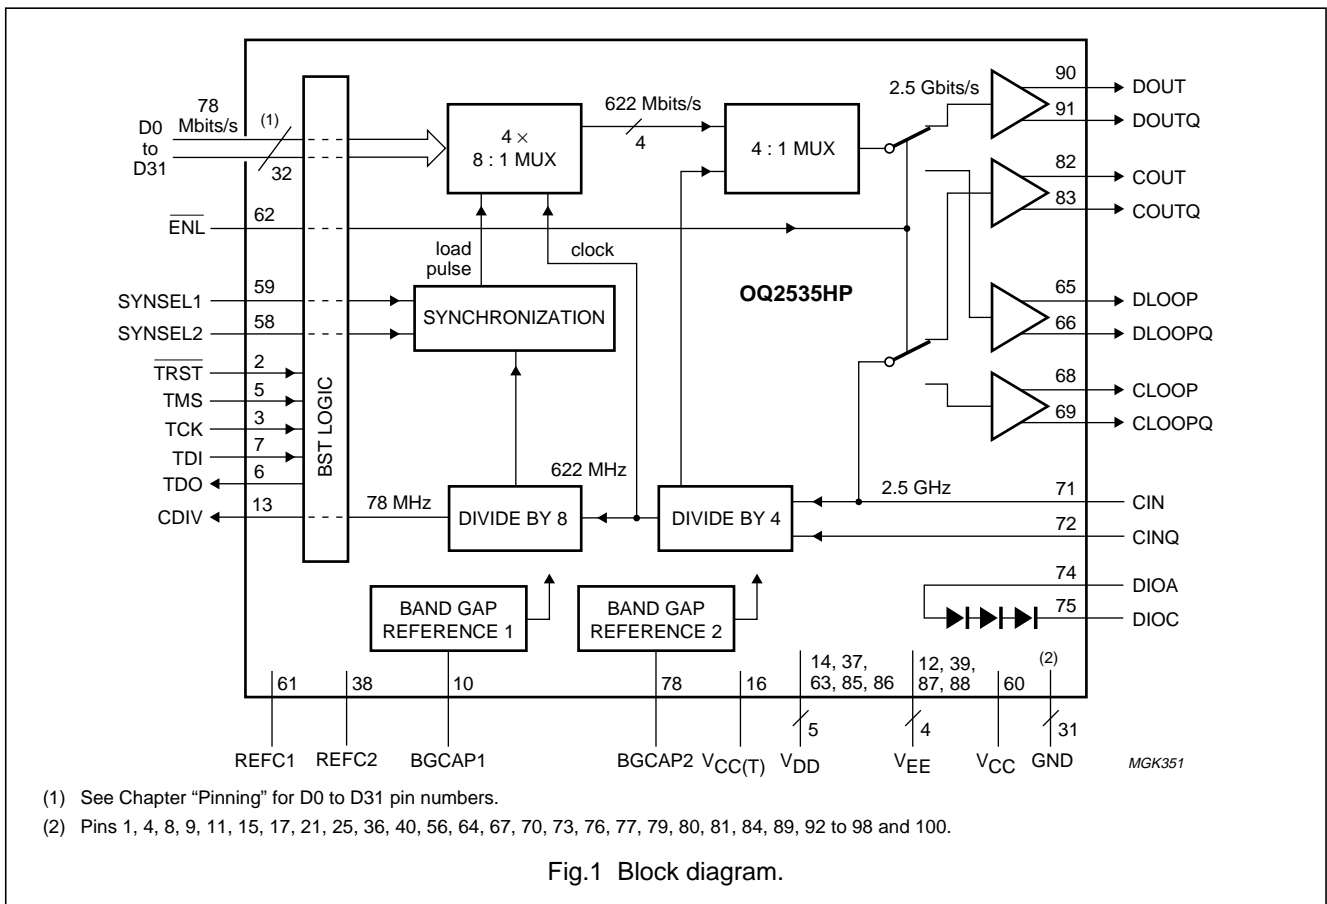 78
Mbits/s
(1)
D0
to
D31
32
4 ×
8 : 1 MUX
622 Mbits/s
4
4 : 1 MUX
2.5 Gbits/s
90
DOUT
91
DOUTQ
82
COUT
83
COUTQ
ENL
62
load
pulse
clock
OQ2535HP
SYNSEL1
59
SYNSEL2
58
SYNCHRONIZATION
65
DLOOP
66
DLOOPQ
TRST
2
TMS
5
TCK
3
TDI
7
TDO
6
CDIV
13
BST LOGIC
68
CLOOP
69
CLOOPQ
78 MHz
DIVIDE BY 8
622 MHz
DIVIDE BY 4
2.5 GHz
71
CIN
72
CINQ
BAND GAP
REFERENCE 1
BAND GAP
REFERENCE 2
74
DIOA
75
DIOC
61
38
10
78
16
14, 37,
63, 85, 86
12, 39,
87, 88
60
(2)
5
4
31
REFC1
REFC2
BGCAP1
BGCAP2
VCC(T)
VDD
VEE
VCC
GND
MGK351
(1) See Chapter “Pinning” for D0 to D31 pin numbers.
(2) Pins 1, 4, 8, 9, 11, 15, 17, 21, 25, 36, 40, 56, 64, 67, 70, 73, 76, 77, 79, 80, 81, 84, 89, 92 to 98 and 100.
Fig.1 Block diagram.